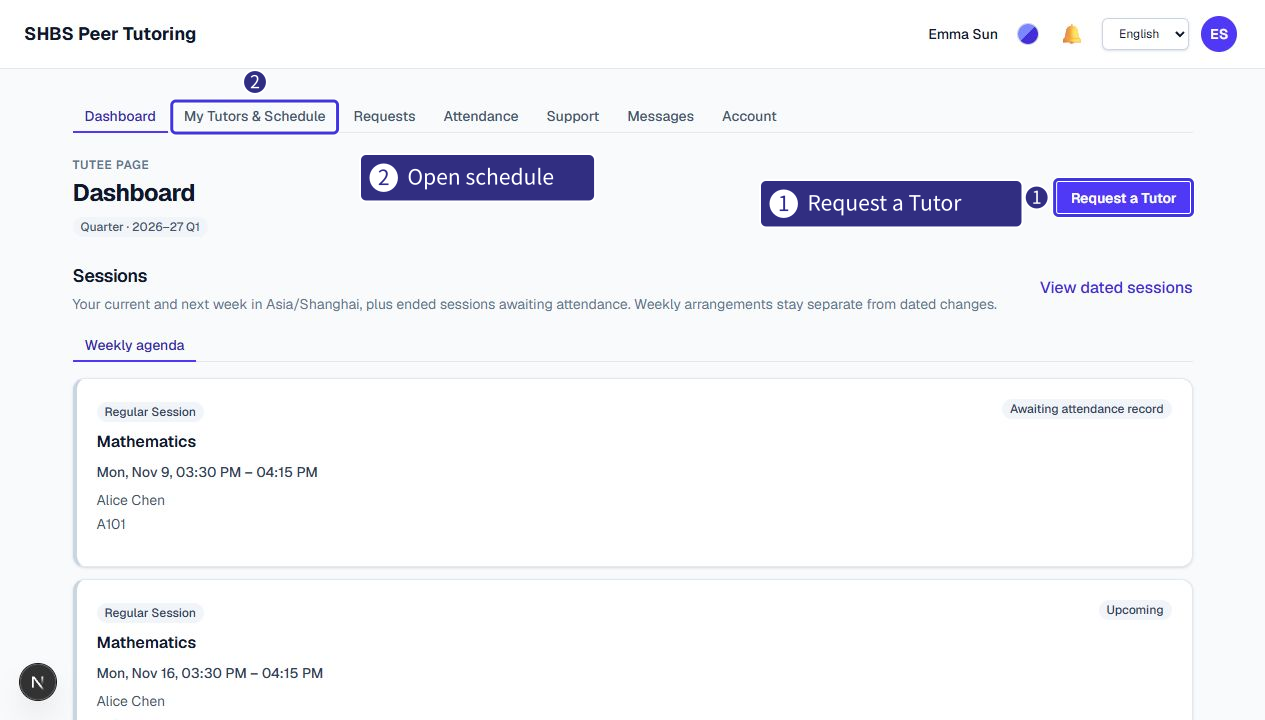 SHBS Peer Tutoring
Emma Sun
English
ES
2
Dashboard
My Tutors & Schedule
Requests
Attendance
Support
Messages
Account
TUTEE PAGE
Dashboard
Quarter · 2026–27 Q1
2 Open schedule
1 Request a Tutor
1
Request a Tutor
Sessions
Your current and next week in Asia/Shanghai, plus ended sessions awaiting attendance. Weekly arrangements stay separate from dated changes.
View dated sessions
Weekly agenda
Regular Session
Awaiting attendance record
Mathematics
Mon, Nov 9, 03:30 PM – 04:15 PM
Alice Chen
A101
Regular Session
Upcoming
Mathematics
Mon, Nov 16, 03:30 PM – 04:15 PM
Alice Chen
N